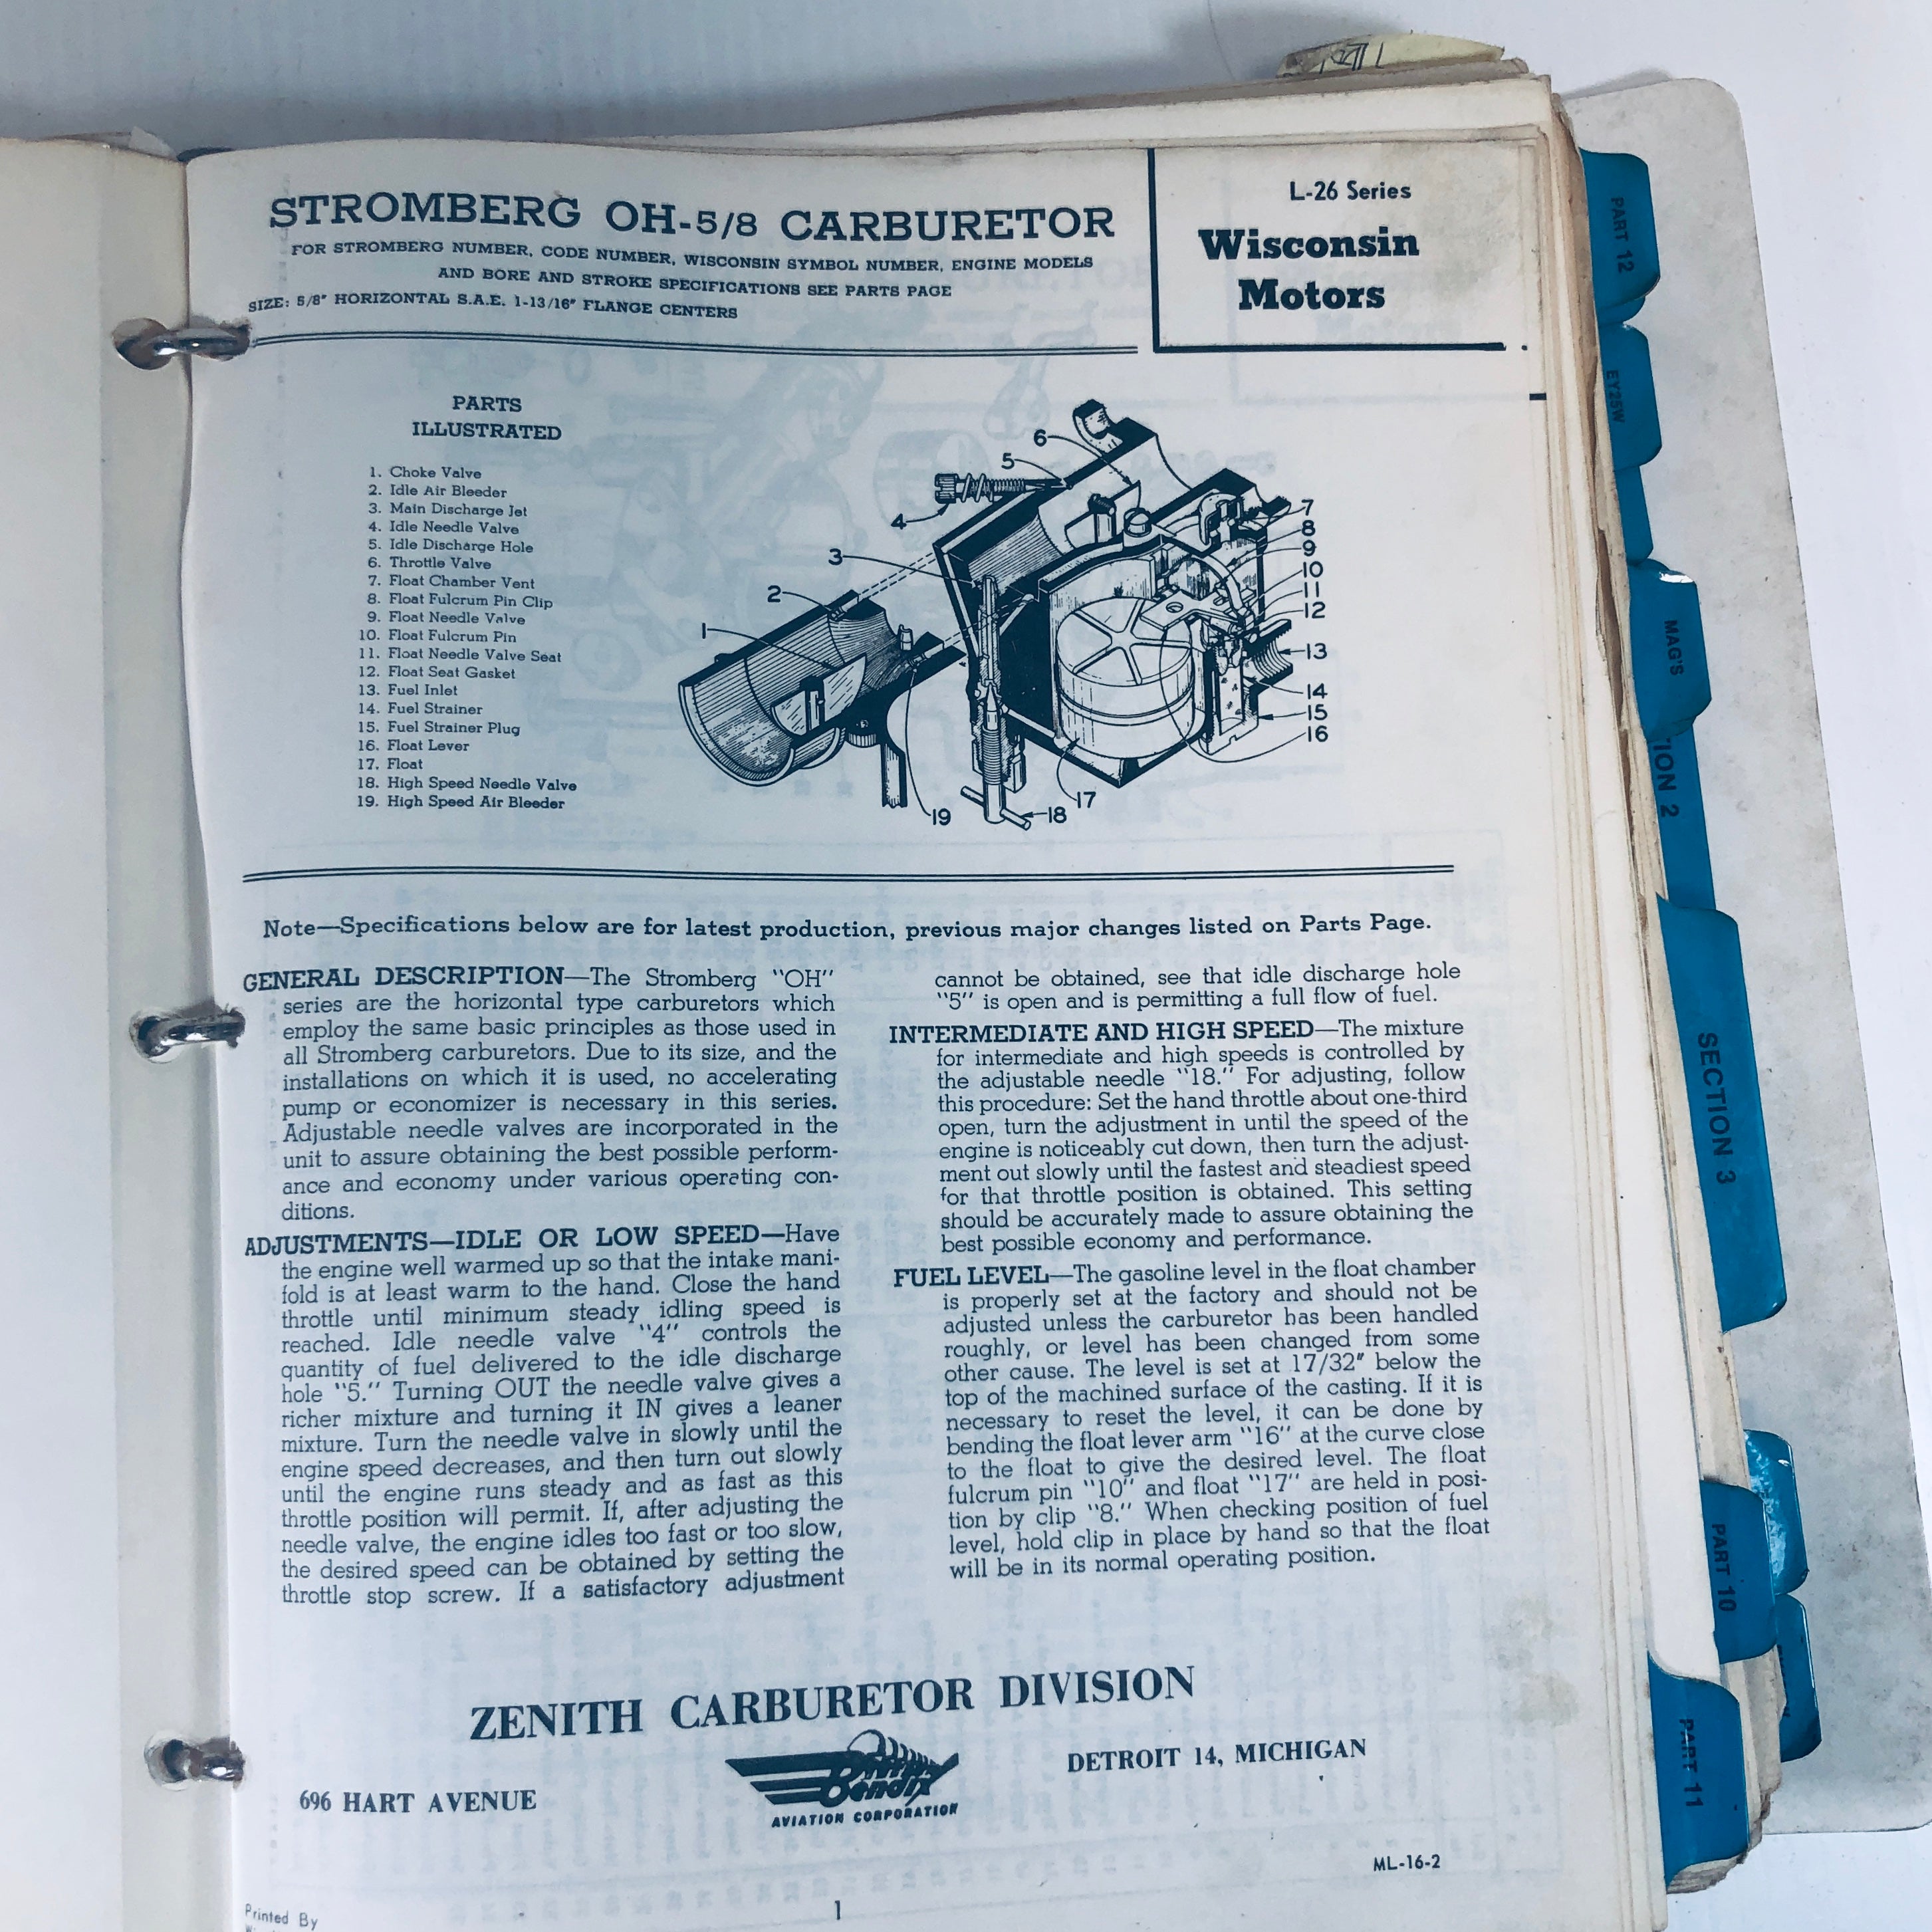 STROMBERG OH-5/8 CARBURETOR
FOR STROMBERG NUMBER, CODE NUMBER, WISCONSIN SYMBOL NUMBER, ENGINE MODELS
AND BORE AND STROKE SPECIFICATIONS SEE PARTS PAGE
SIZE: 5/8" HORIZONTAL S.A.E. 1-13/16" FLANGE CENTERS
L-26 Series
Wisconsin
Motors
PARTS
ILLUSTRATED
1. Choke Valve
2. Idle Air Bleeder
3. Main Discharge Jet
4. Idle Needle Valve
5. Idle Discharge Hole
6. Throttle Valve
7. Float Chamber Vent
8. Float Fulcrum Pin Clip
9. Float Needle Valve
10. Float Fulcrum Pin
11. Float Needle Valve Seat
12. Float Seat Gasket
13. Fuel Inlet
14. Fuel Strainer
15. Fuel Strainer Plug
16. Float Lever
17. Float
18. High Speed Needle Valve
19. High Speed Air Bleeder
1
2
3
4
5
6
7
8
9
10
11
12
13
14
15
16
17
18
19
Note—Specifications below are for latest production, previous major changes listed on Parts Page.
GENERAL DESCRIPTION—The Stromberg "OH"
series are the horizontal type carburetors which
employ the same basic principles as those used in
all Stromberg carburetors. Due to its size, and the
installations on which it is used, no accelerating
pump or economizer is necessary in this series.
Adjustable needle valves are incorporated in the
unit to assure obtaining the best possible perform-
ance and economy under various operating con-
ditions.
ADJUSTMENTS—IDLE OR LOW SPEED—Have
the engine well warmed up so that the intake mani-
fold is at least warm to the hand. Close the hand
throttle until minimum steady idling speed is
reached. Idle needle valve "4" controls the
quantity of fuel delivered to the idle discharge
hole "5." Turning OUT the needle valve gives a
richer mixture and turning it IN gives a leaner
mixture. Turn the needle valve in slowly until the
engine speed decreases, and then turn out slowly
until the engine runs steady and as fast as this
throttle position will permit. If, after adjusting the
needle valve, the engine idles too fast or too slow,
the desired speed can be obtained by setting the
throttle stop screw. If a satisfactory adjustment
cannot be obtained, see that idle discharge hole
"5" is open and is permitting a full flow of fuel.
INTERMEDIATE AND HIGH SPEED—The mixture
for intermediate and high speeds is controlled by
the adjustable needle "18." For adjusting, follow
this procedure: Set the hand throttle about one-third
open, turn the adjustment in until the speed of the
engine is noticeably cut down, then turn the adjust-
ment out slowly until the fastest and steadiest speed
for that throttle position is obtained. This setting
should be accurately made to assure obtaining the
best possible economy and performance.
FUEL LEVEL—The gasoline level in the float chamber
is properly set at the factory and should not be
adjusted unless the carburetor has been handled
roughly, or level has been changed from some
other cause. The level is set at 17/32" below the
top of the machined surface of the casting. If it is
necessary to reset the level, it can be done by
bending the float lever arm "16" at the curve close
to the float to give the desired level. The float
fulcrum pin "10" and float "17" are held in posi-
tion by clip "8." When checking position of fuel
level, hold clip in place by hand so that the float
will be in its normal operating position.
ZENITH CARBURETOR DIVISION
696 HART AVENUE
Bendix
AVIATION CORPORATION
DETROIT 14, MICHIGAN
ML-16-2
1
Printed By
PART 12
EY25W
MAG'S
TION 2
SECTION 3
PART 10
PART 11